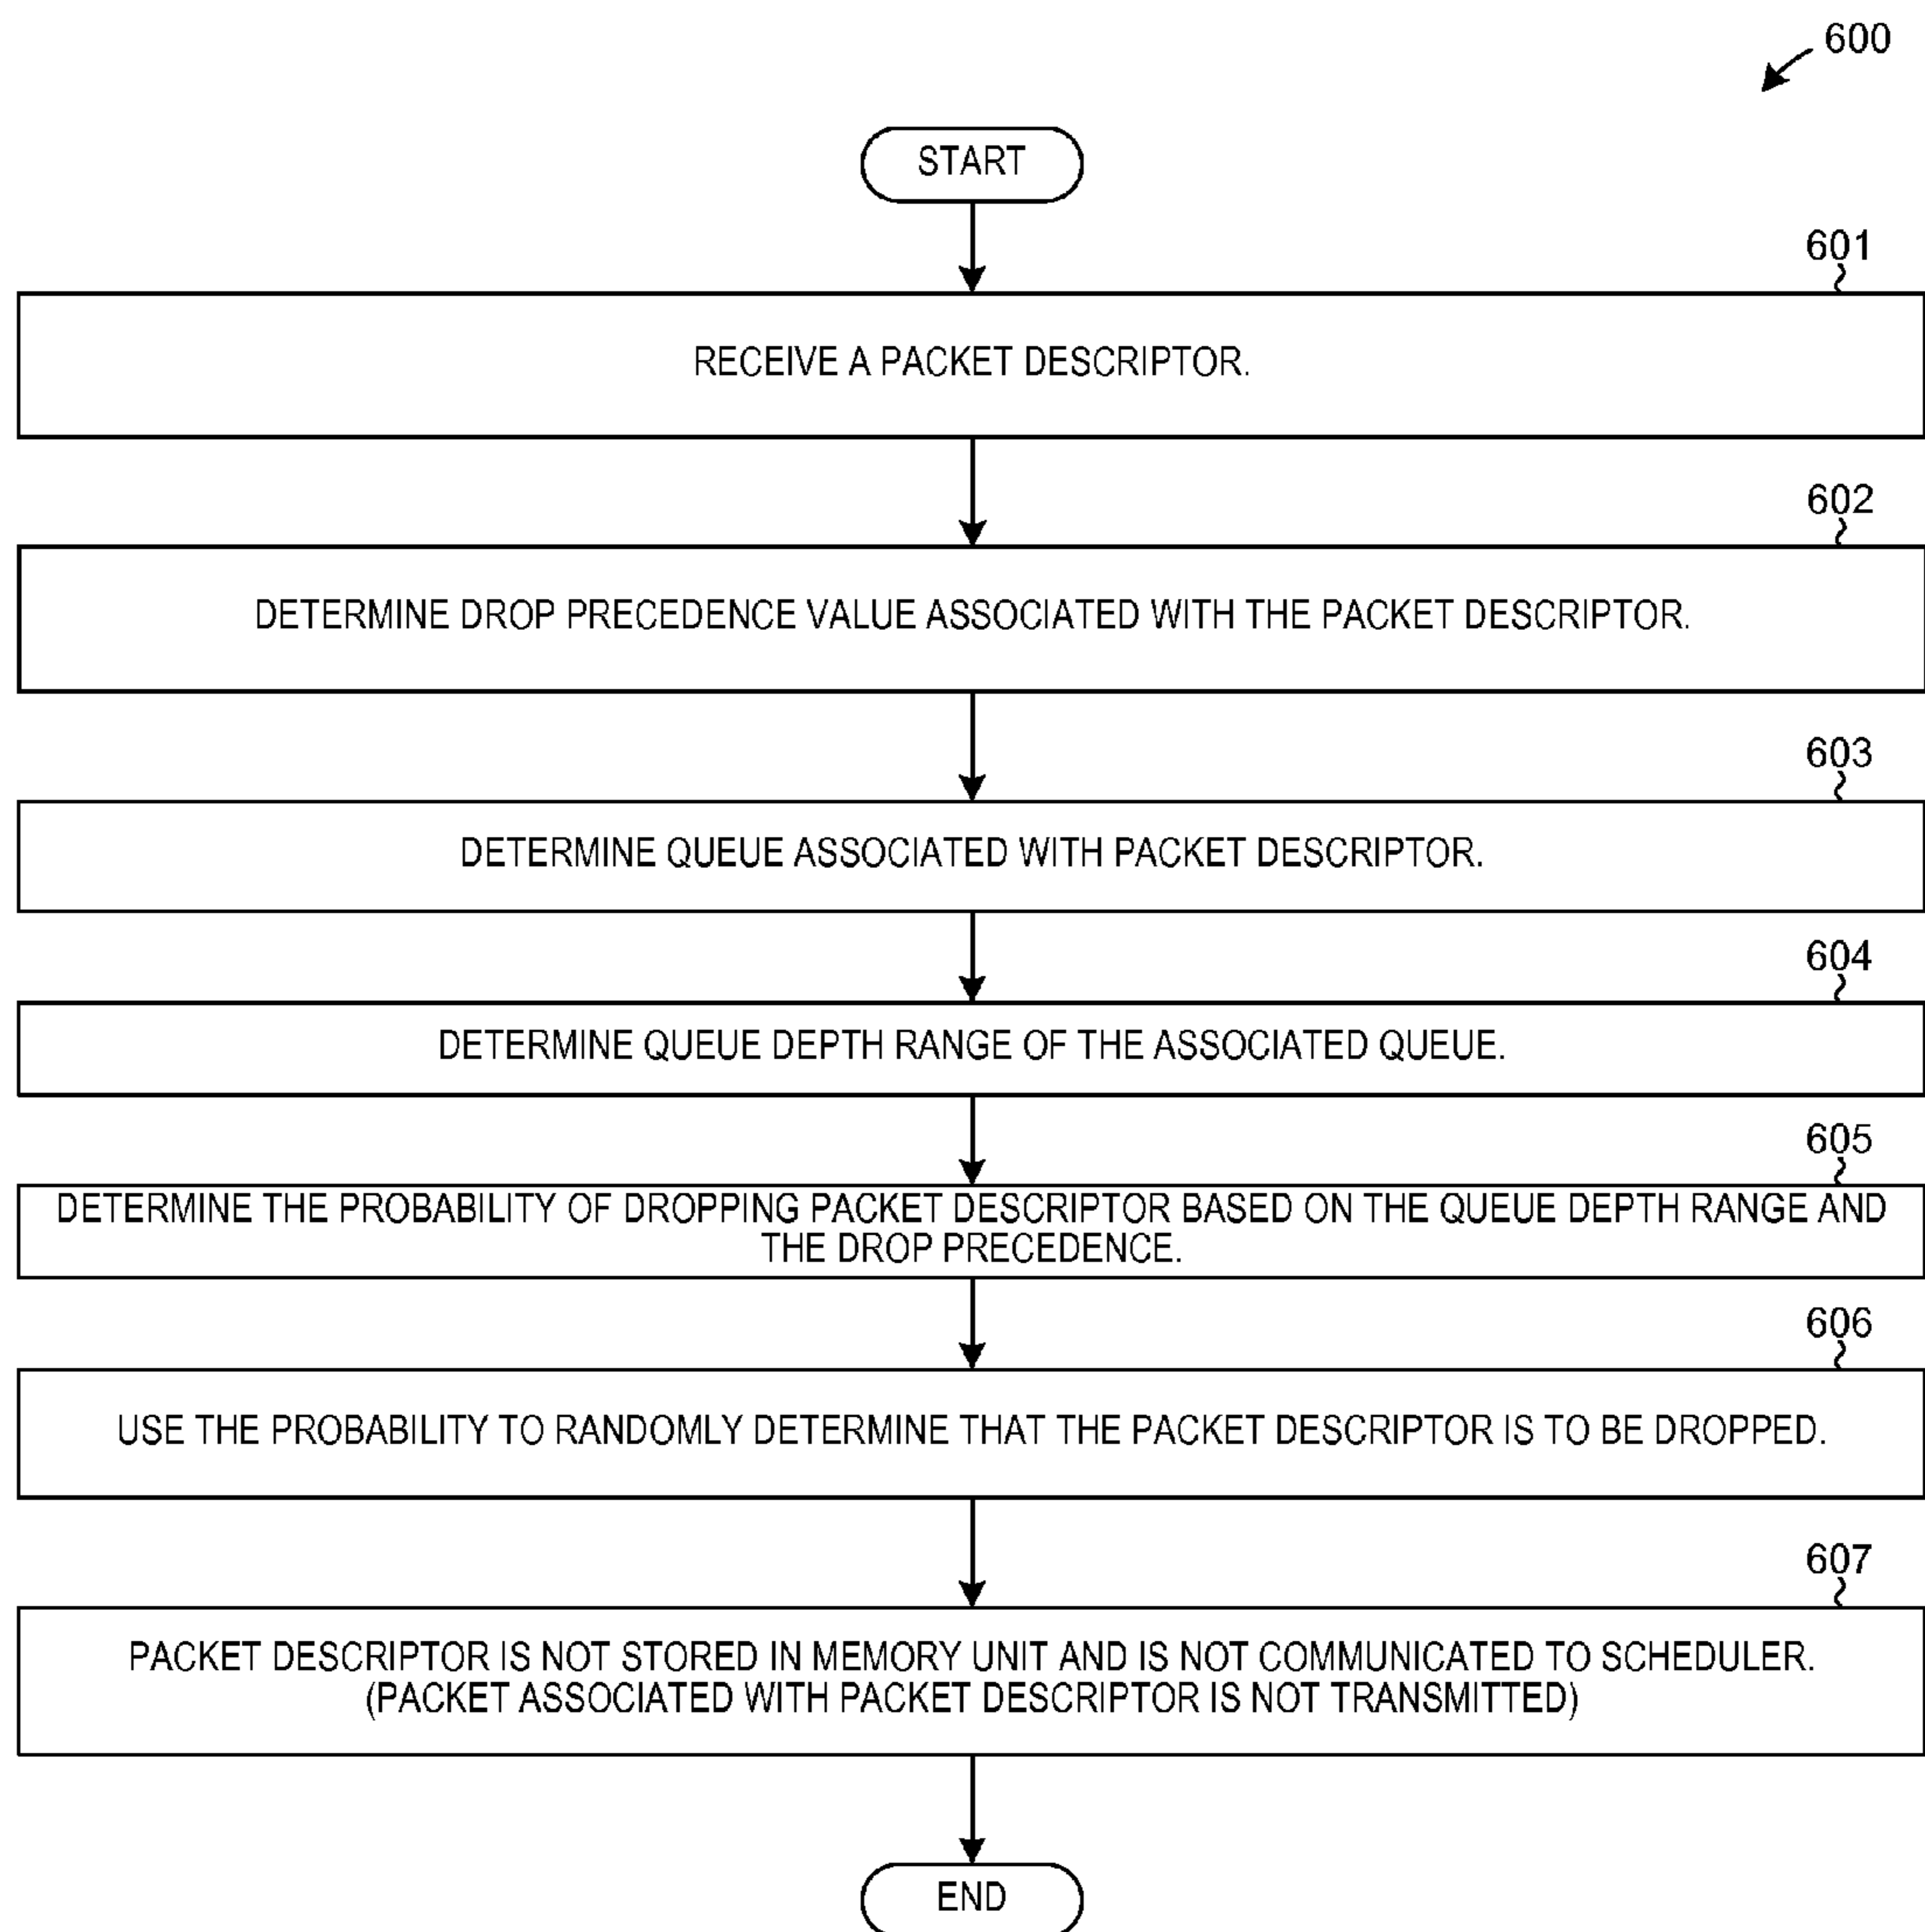 600
START
601
RECEIVE A PACKET DESCRIPTOR.
602
DETERMINE DROP PRECEDENCE VALUE ASSOCIATED WITH THE PACKET DESCRIPTOR.
603
DETERMINE QUEUE ASSOCIATED WITH PACKET DESCRIPTOR.
604
DETERMINE QUEUE DEPTH RANGE OF THE ASSOCIATED QUEUE.
605
DETERMINE THE PROBABILITY OF DROPPING PACKET DESCRIPTOR BASED ON THE QUEUE DEPTH RANGE AND
THE DROP PRECEDENCE.
606
USE THE PROBABILITY TO RANDOMLY DETERMINE THAT THE PACKET DESCRIPTOR IS TO BE DROPPED.
607
PACKET DESCRIPTOR IS NOT STORED IN MEMORY UNIT AND IS NOT COMMUNICATED TO SCHEDULER.
(PACKET ASSOCIATED WITH PACKET DESCRIPTOR IS NOT TRANSMITTED)
END